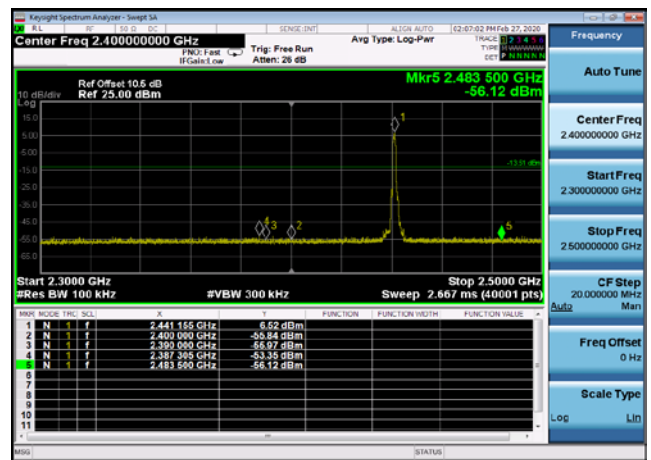 Keysight Spectrum Analyzer - Swept SA
RL RF 50 Ω DC SENSE:INT ALIGN AUTO 02:07:02 PM Feb 27, 2020
Center Freq 2.400000000 GHz
PNO: Fast
IFGain:Low
Trig: Free Run
Atten: 26 dB
Avg Type: Log-Pwr
TRACE 1 2 3 4 5 6
TYPE M W W W W W
DET P N N N N N
Mkr5 2.483 500 GHz
-56.12 dBm
Ref Offset 10.5 dB
10 dB/div Ref 25.00 dBm
Log
15.0
5.00
-5.00
-15.0
-25.0
-35.0
-45.0
-55.0
-65.0
1
-13.91 dBm
4 3 2 5
Start 2.3000 GHz Stop 2.5000 GHz
#Res BW 100 kHz #VBW 300 kHz Sweep 2.667 ms (40001 pts)
MKR MODE TRC SCL X Y FUNCTION FUNCTION WIDTH FUNCTION VALUE
1 N 1 f 2.441 155 GHz 6.52 dBm
2 N 1 f 2.400 000 GHz -55.84 dBm
3 N 1 f 2.390 000 GHz -55.97 dBm
4 N 1 f 2.387 305 GHz -53.35 dBm
5 N 1 f 2.483 500 GHz -56.12 dBm
6
7
8
9
10
11
MSG STATUS
Frequency
Auto Tune
Center Freq
2.400000000 GHz
Start Freq
2.300000000 GHz
Stop Freq
2.500000000 GHz
CF Step
20.000000 MHz
Auto Man
Freq Offset
0 Hz
Scale Type
Log Lin